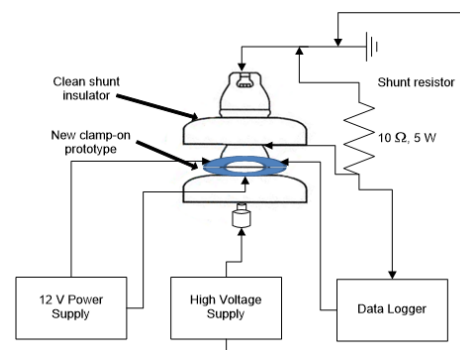 Clean shunt
insulator
New clamp-on
prototype
Shunt resistor
10 Ω, 5 W
12 V Power
Supply
High Voltage
Supply
Data Logger